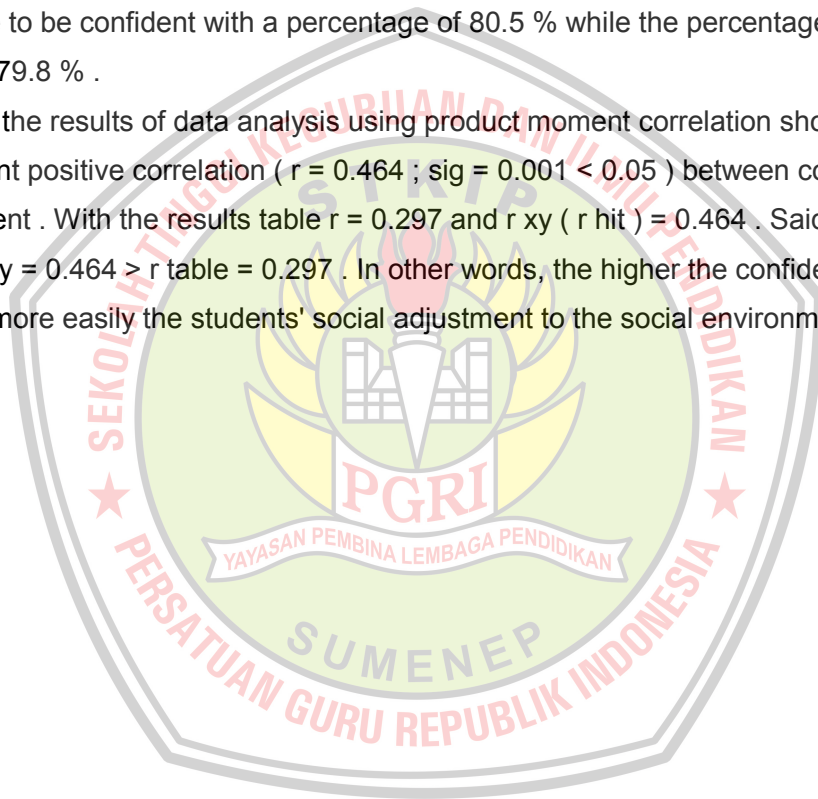 to be confident with a percentage of 80.5 % while the percentage
79.8 % .
the results of data analysis using product moment correlation sho
nt positive correlation ( r = 0.464 ; sig = 0.001 < 0.05 ) between co
ent . With the results table r = 0.297 and r xy ( r hit ) = 0.464 . Said
y = 0.464 > r table = 0.297 . In other words, the higher the confide
more easily the students' social adjustment to the social environm
SEKOLAH TINGGI KEGURUAN DAN ILMU PENDIDIKAN
STKIP
PGRI
YAYASAN PEMBINA LEMBAGA PENDIDIKAN
SUMENEP
★ PERSATUAN GURU REPUBLIK INDONESIA ★